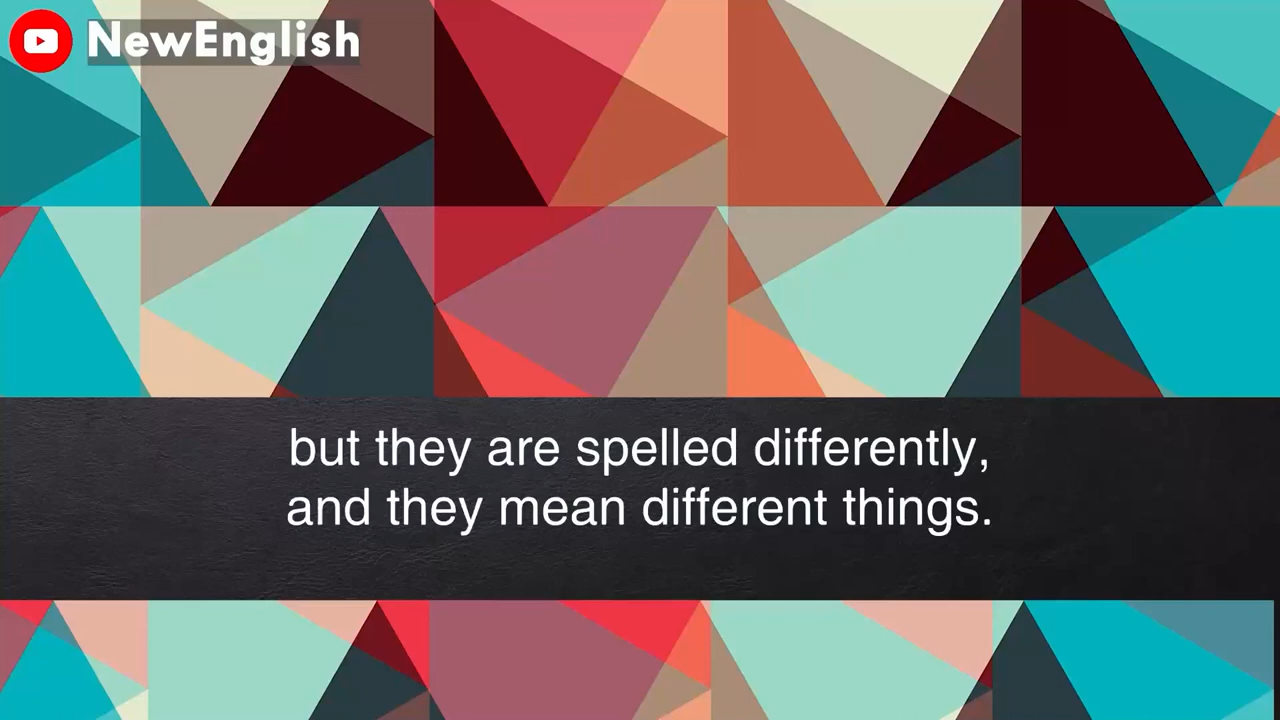 NewEnglish
but they are spelled differently,
and they mean different things.